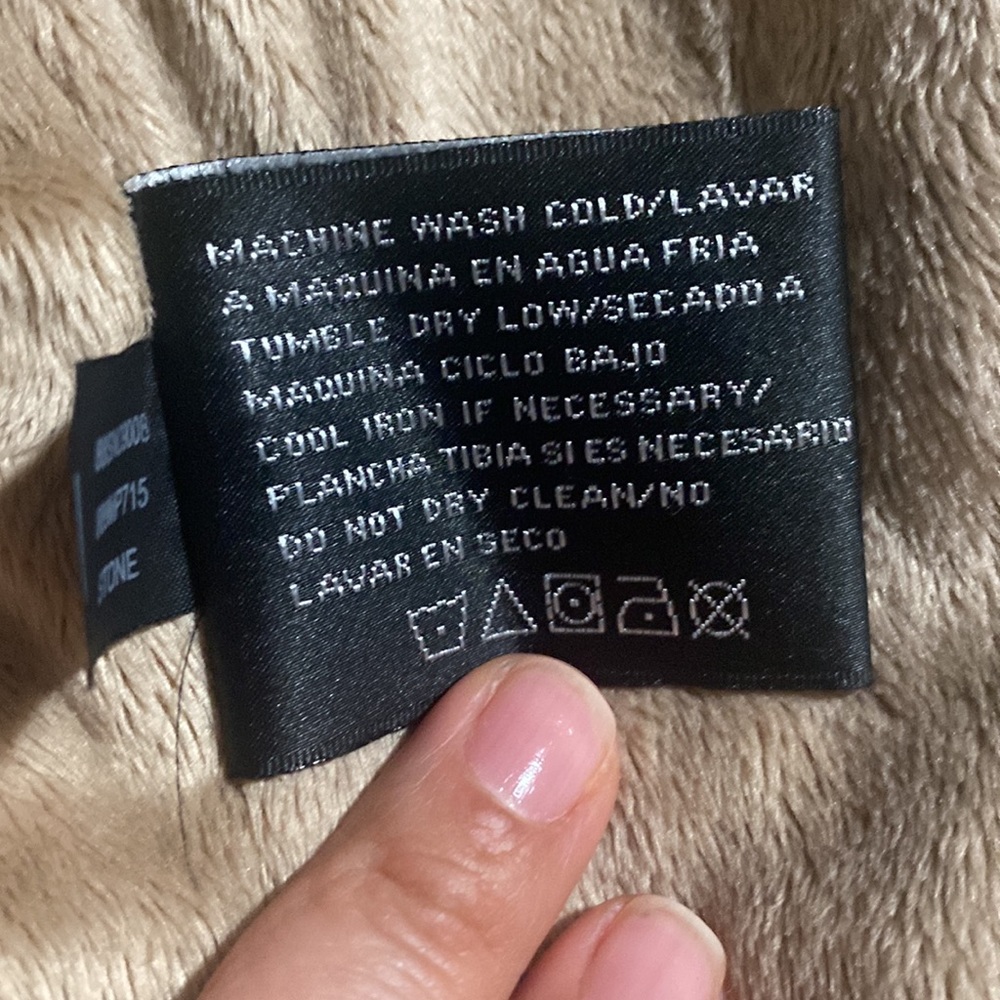 MACHINE WASH COLD/LAVAR
A MAQUINA EN AGUA FRIA
TUMBLE DRY LOW/SECADO A
MAQUINA CICLO BAJO
COOL IRON IF NECESSARY/
PLANCHA TIBIA SI ES NECESARIO
DO NOT DRY CLEAN/NO
LAVAR EN SECO